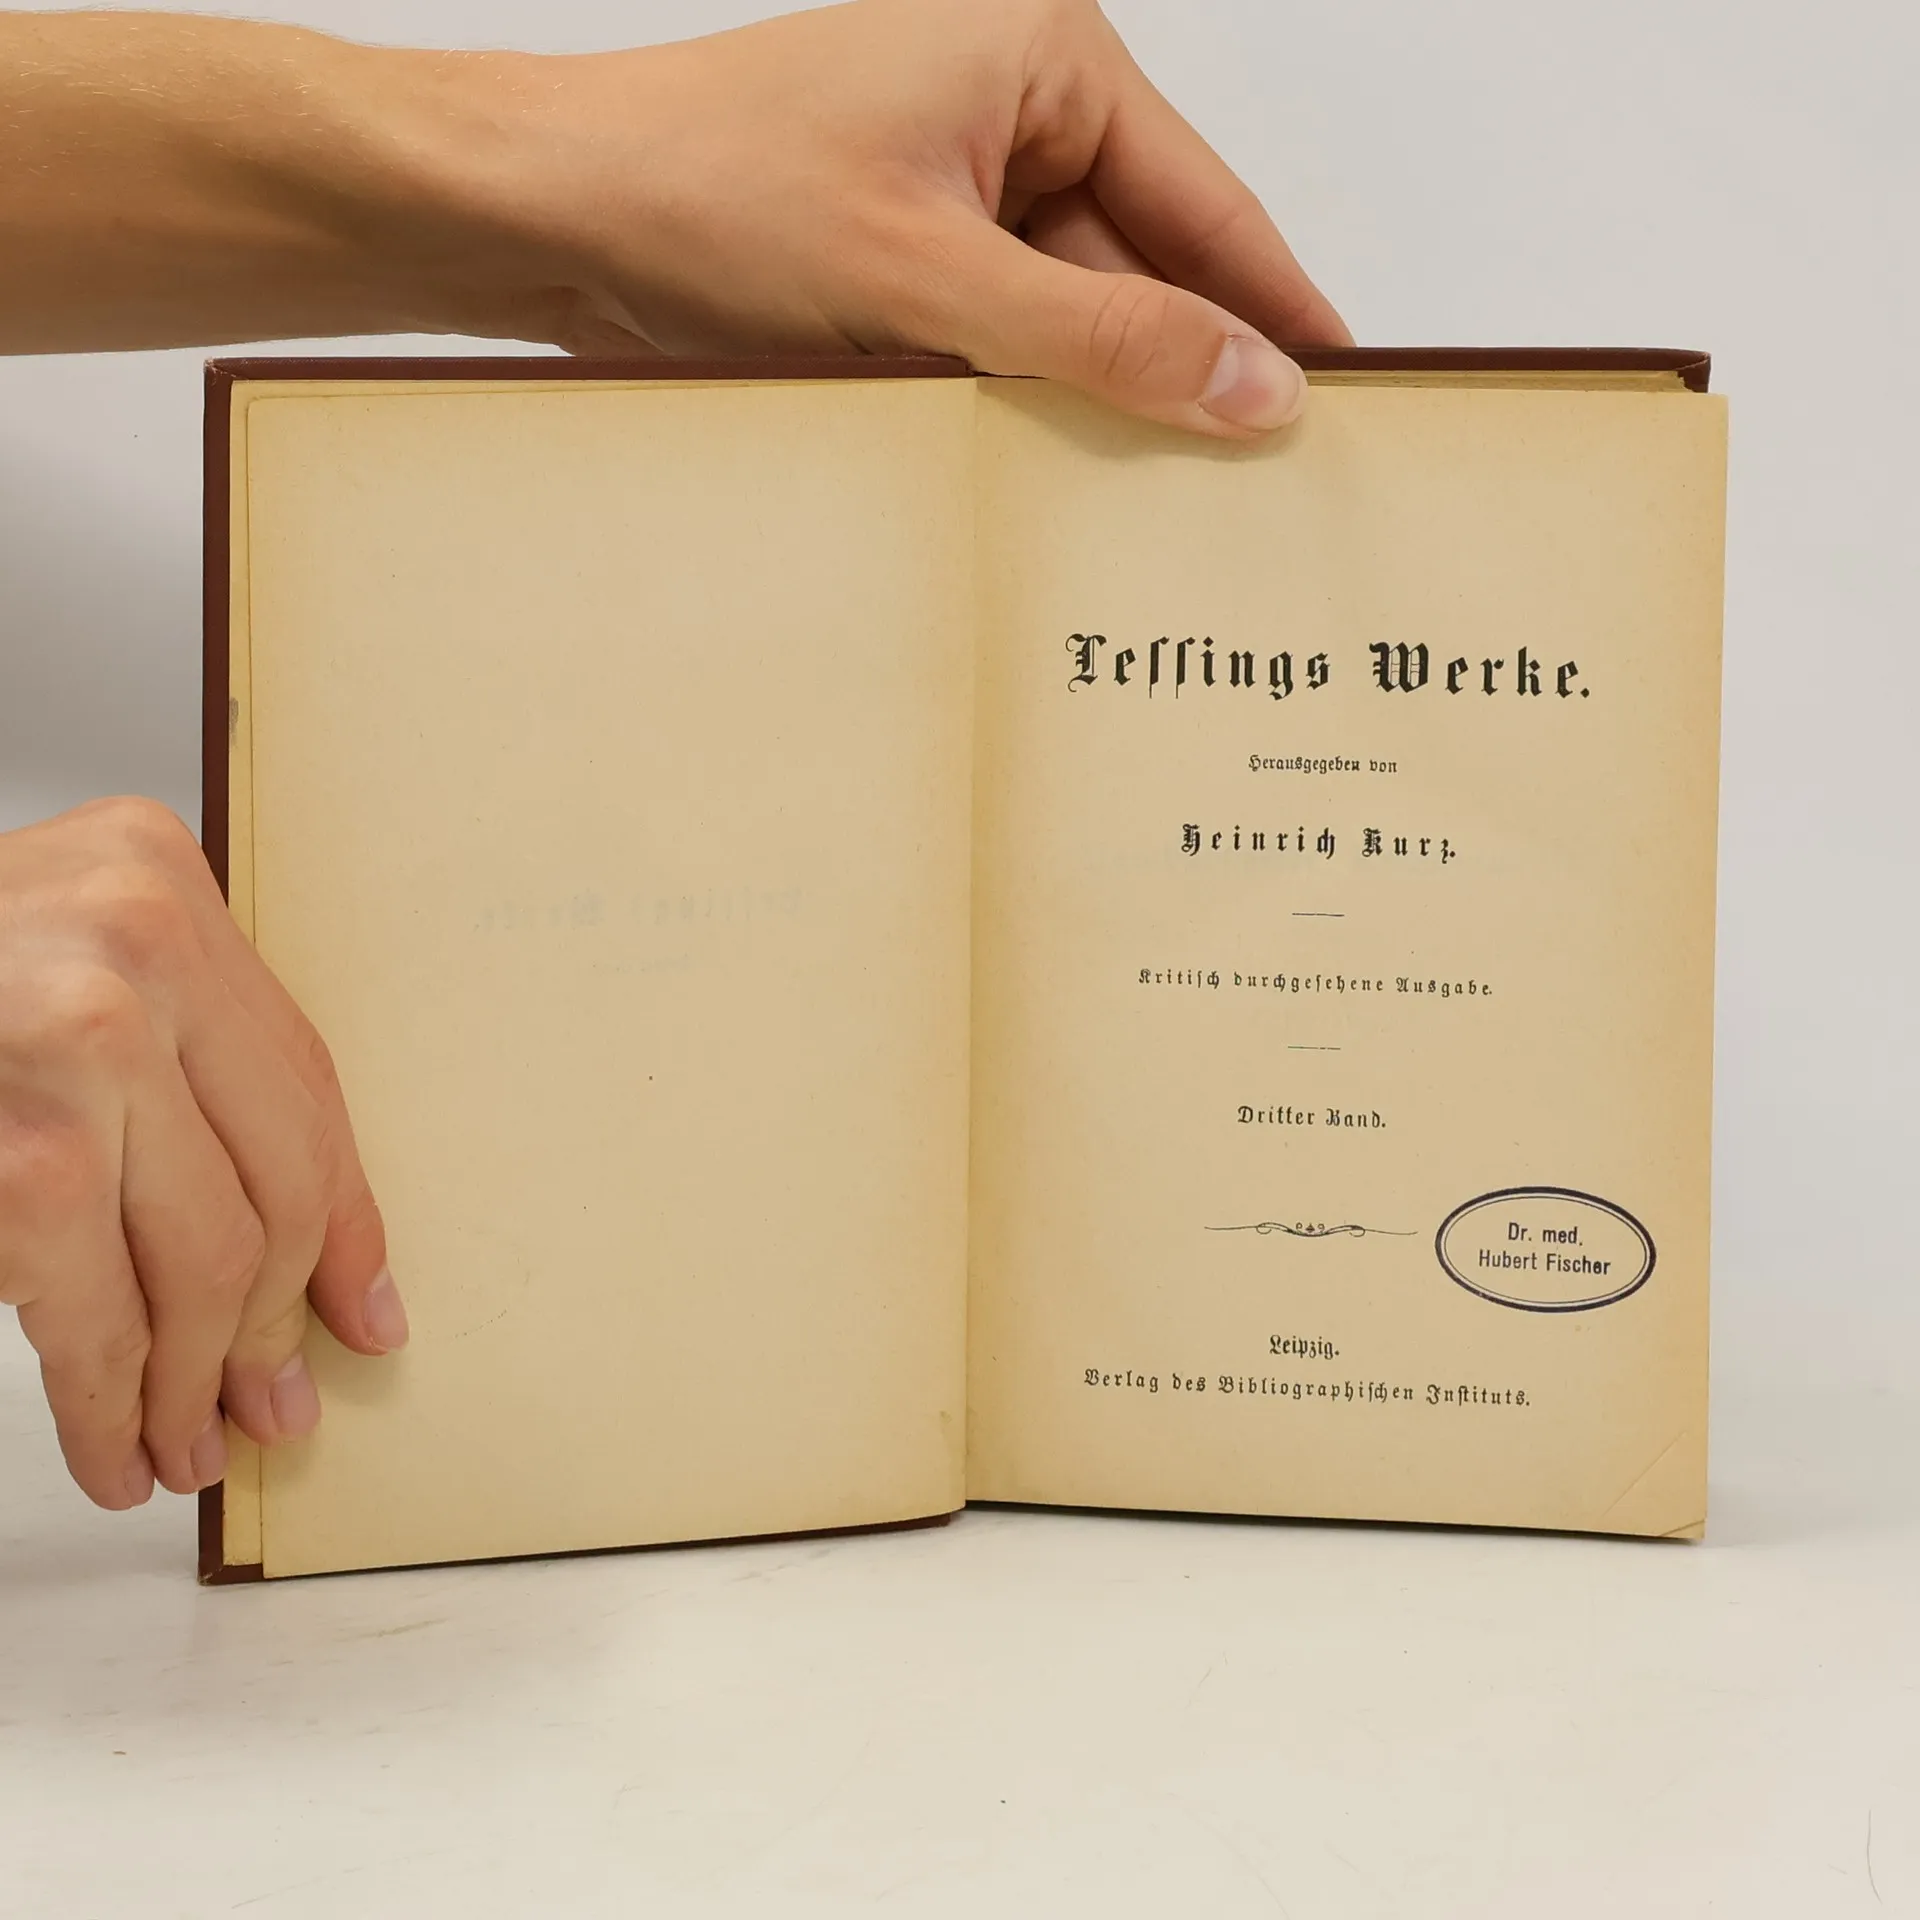 Leſſings Werke.
Herausgegeben von
Heinrich Kurz.
Kritiſch durchgeſehene Ausgabe.
Dritter Band.
Dr. med.
Hubert Fischer
Leipzig.
Verlag des Bibliographiſchen Inſtituts.